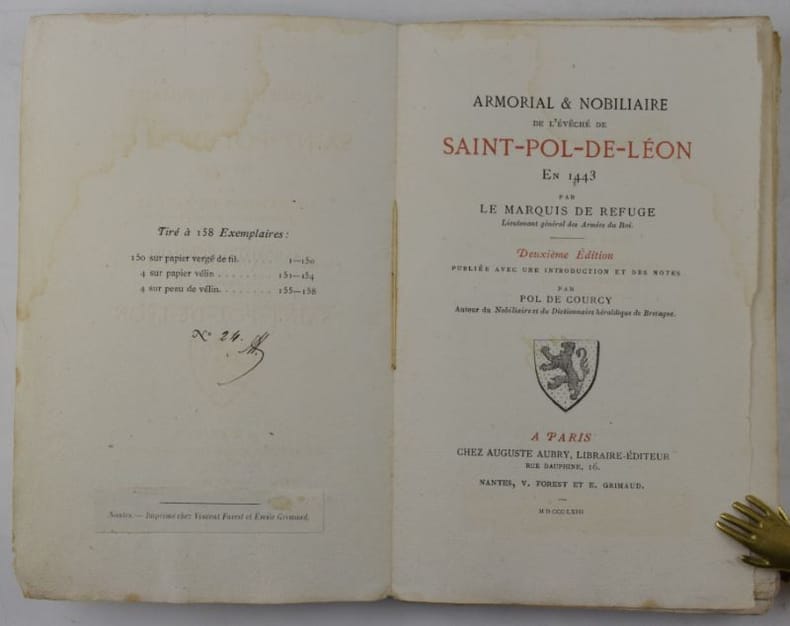 Tiré à 158 Exemplaires:
150 sur papier vergé de fil. 1—150
4 sur papier vélin . . . . . . . 151—154
4 sur peau de vélin. . . . . . . . 155—158
No 24.
Nantes. — Imprimé chez Vincent Forest et Émile Grimaud.
ARMORIAL & NOBILIAIRE
DE L'ÉVÊCHÉ DE
SAINT-POL-DE-LÉON
EN 1443
PAR
LE MARQUIS DE REFUGE
Lieutenant général des Armées du Roi.
Deuxième Édition
PUBLIÉE AVEC UNE INTRODUCTION ET DES NOTES
PAR
POL DE COURCY
Auteur du Nobiliaire et du Dictionnaire héraldique de Bretagne.
A PARIS
CHEZ AUGUSTE AUBRY, LIBRAIRE-ÉDITEUR
RUE DAUPHINE, 16.
NANTES, V. FOREST ET E. GRIMAUD.
MDCCCLXIII